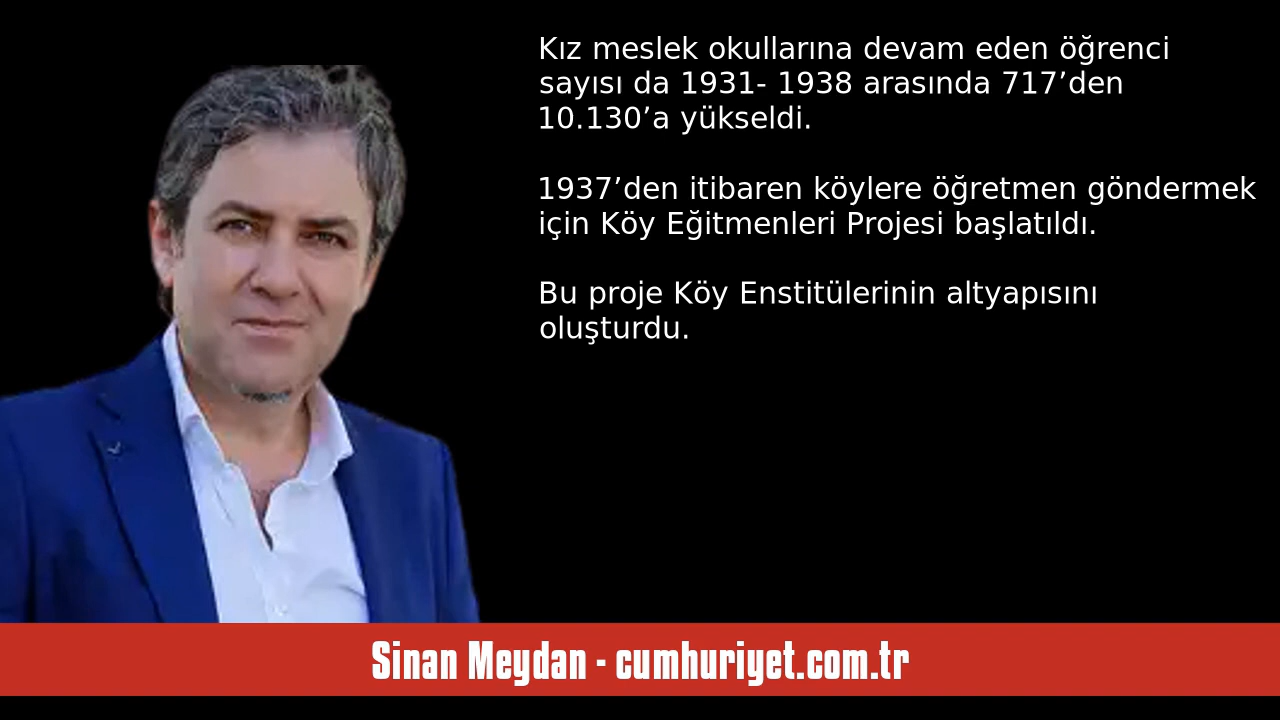 Kız meslek okullarına devam eden öğrenci
sayısı da 1931- 1938 arasında 717’den
10.130’a yükseldi.
1937’den itibaren köylere öğretmen göndermek
için Köy Eğitmenleri Projesi başlatıldı.
Bu proje Köy Enstitülerinin altyapısını
oluşturdu.
Sinan Meydan - cumhuriyet.com.tr